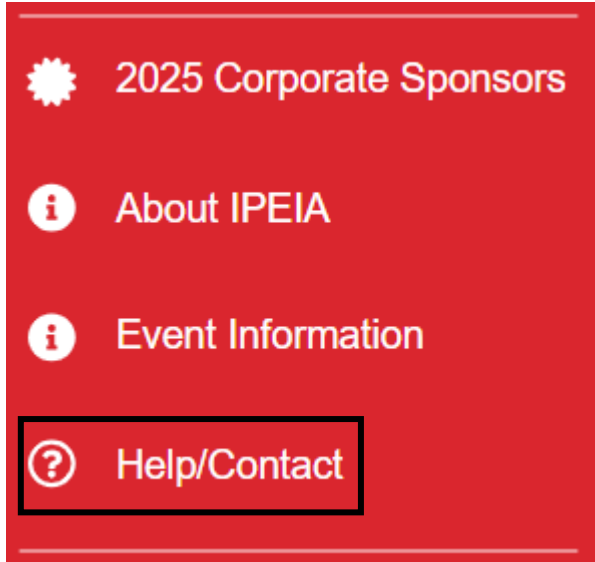 2025 Corporate Sponsors
About IPEIA
Event Information
Help/Contact